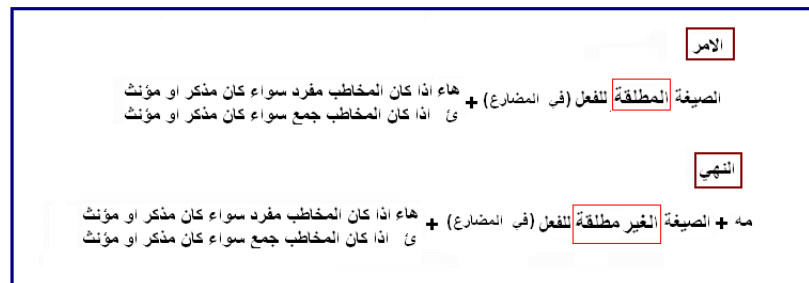 الامر
هاء اذا كان المخاطب مفرد سواء كان مذكر او مؤنث
الصيغة المطلقة للفعل (في المضارع) +
ئ اذا كان المخاطب جمع سواء كان مذكر او مؤنث
النهي
هاء اذا كان المخاطب مفرد سواء كان مذكر او مؤنث
مه + الصيغة الغير مطلقة للفعل (في المضارع) +
ئ اذا كان المخاطب جمع سواء كان مذكر او مؤنث